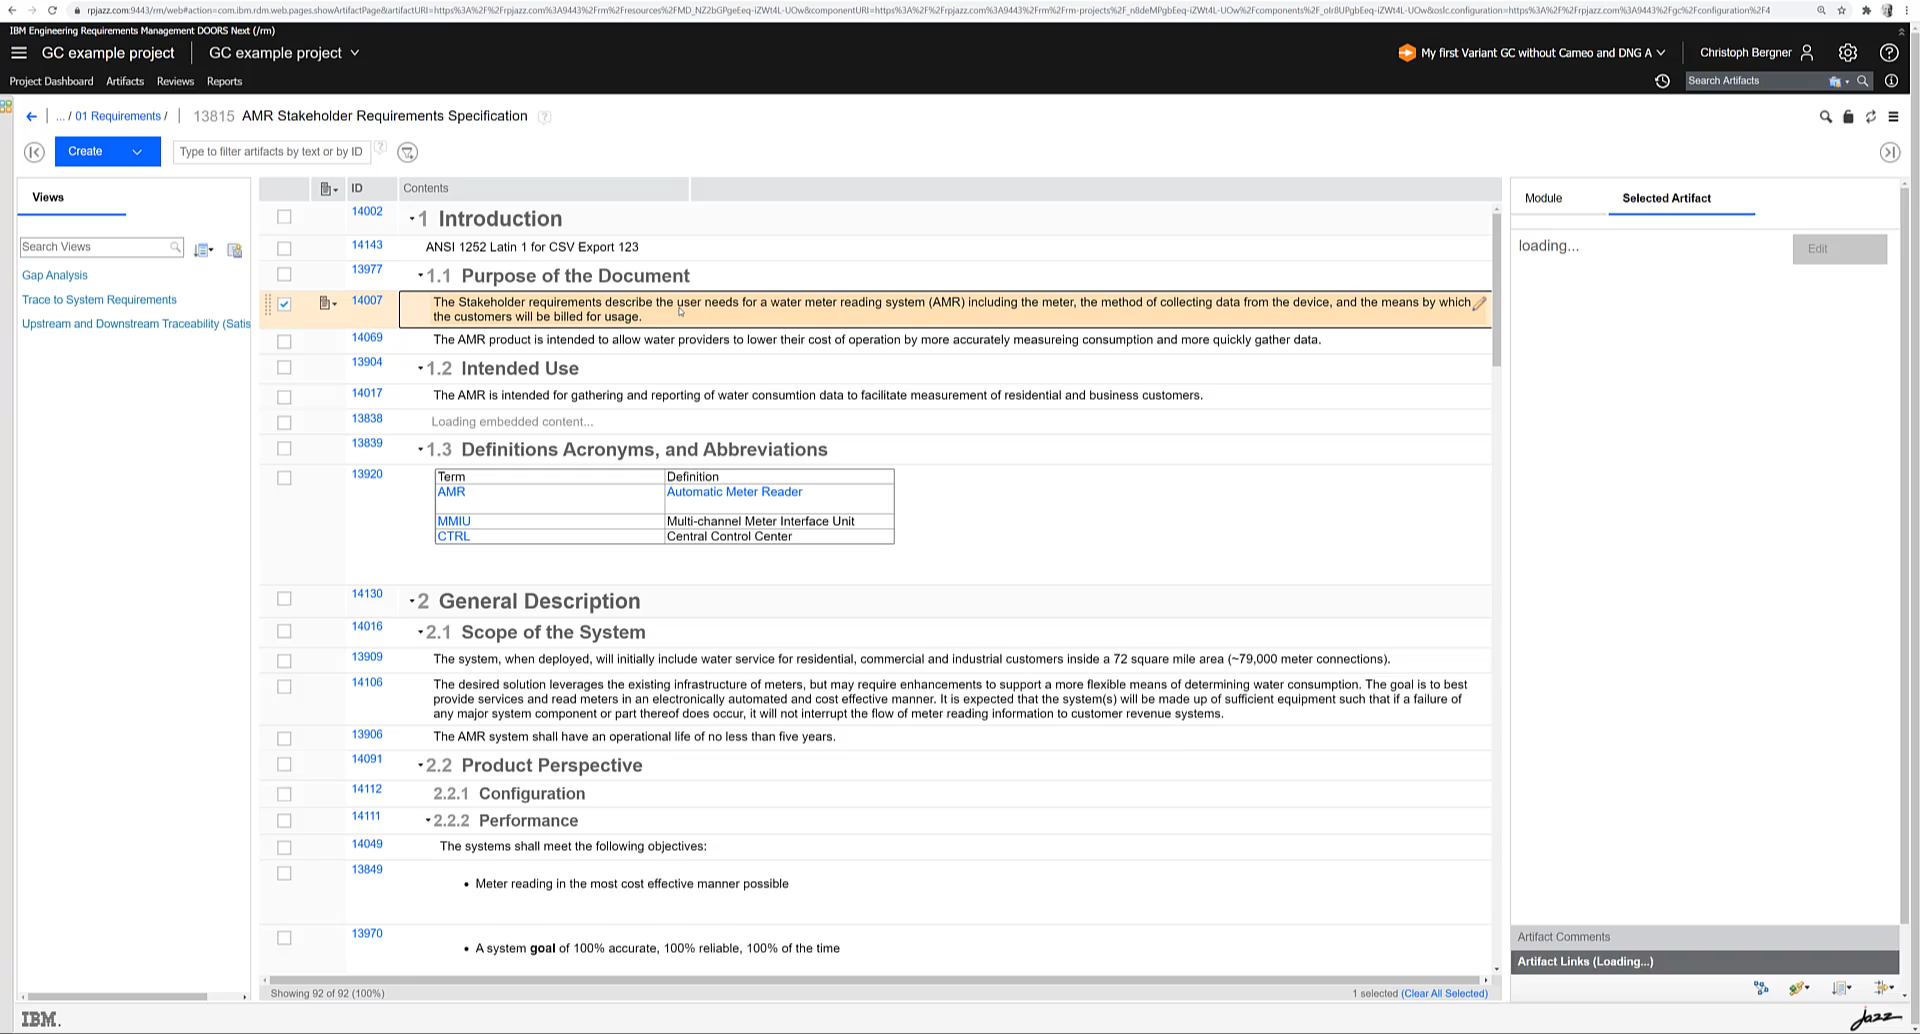 IBM Engineering Requirements Management DOORS Next (/rm)
GC example project
GC example project
My first Variant GC without Cameo and DNG A
Christoph Bergner
Project Dashboard Artifacts Reviews Reports
Search Artifacts
... / 01 Requirements /
13815 AMR Stakeholder Requirements Specification
Create
Type to filter artifacts by text or by ID
Views
Search Views
Gap Analysis
Trace to System Requirements
Upstream and Downstream Traceability (Satis
ID Contents
14002 1 Introduction
14143 ANSI 1252 Latin 1 for CSV Export 123
13977 1.1 Purpose of the Document
14007 The Stakeholder requirements describe the user needs for a water meter reading system (AMR) including the meter, the method of collecting data from the device, and the means by which
the customers will be billed for usage.
14069 The AMR product is intended to allow water providers to lower their cost of operation by more accurately measureing consumption and more quickly gather data.
13904 1.2 Intended Use
14017 The AMR is intended for gathering and reporting of water consumtion data to facilitate measurement of residential and business customers.
13838 Loading embedded content...
13839 1.3 Definitions Acronyms, and Abbreviations
13920 Term Definition
AMR Automatic Meter Reader
MMIU Multi-channel Meter Interface Unit
CTRL Central Control Center
14130 2 General Description
14016 2.1 Scope of the System
13909 The system, when deployed, will initially include water service for residential, commercial and industrial customers inside a 72 square mile area (~79,000 meter connections).
14106 The desired solution leverages the existing infrastructure of meters, but may require enhancements to support a more flexible means of determining water consumption. The goal is to best
provide services and read meters in an electronically automated and cost effective manner. It is expected that the system(s) will be made up of sufficient equipment such that if a failure of
any major system component or part thereof does occur, it will not interrupt the flow of meter reading information to customer revenue systems.
13906 The AMR system shall have an operational life of no less than five years.
14091 2.2 Product Perspective
14112 2.2.1 Configuration
14111 2.2.2 Performance
14049 The systems shall meet the following objectives:
13849 • Meter reading in the most cost effective manner possible
13970 • A system goal of 100% accurate, 100% reliable, 100% of the time
Showing 92 of 92 (100%)
1 selected (Clear All Selected)
Module Selected Artifact
loading...
Edit
Artifact Comments
Artifact Links (Loading...)
IBM.
Jazz